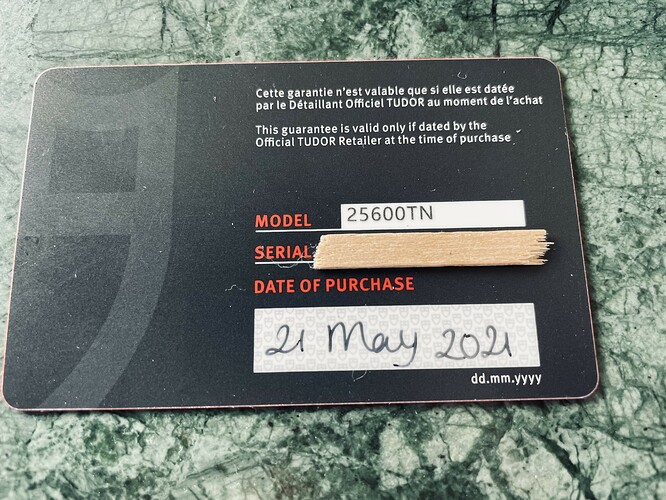 Cette garantie n'est valable que si elle est datée
par le Détaillant Officiel TUDOR au moment de l'achat
This guarantee is valid only if dated by the
Official TUDOR Retailer at the time of purchase
MODEL 25600TN
SERIAL
DATE OF PURCHASE
21 May 2021
dd.mm.yyyy